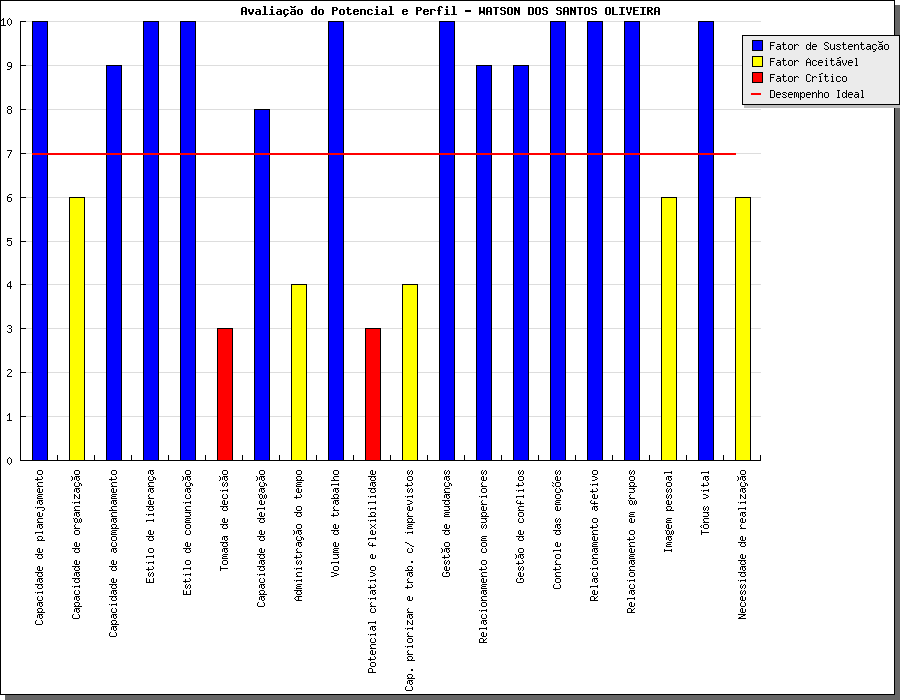 Avaliação do Potencial e Perfil - WATSON DOS SANTOS OLIVEIRA
Fator de Sustentação
Fator Aceitável
Fator Crítico
Desempenho Ideal
10
9
8
7
6
5
4
3
2
1
0
Capacidade de planejamento
Capacidade de organização
Capacidade de acompanhamento
Estilo de liderança
Estilo de comunicação
Tomada de decisão
Capacidade de delegação
Administração do tempo
Volume de trabalho
Potencial criativo e flexibilidade
Cap. priorizar e trab. c/ imprevistos
Gestão de mudanças
Relacionamento com superiores
Gestão de conflitos
Controle das emoções
Relacionamento afetivo
Relacionamento em grupos
Imagem pessoal
Tônus vital
Necessidade de realização